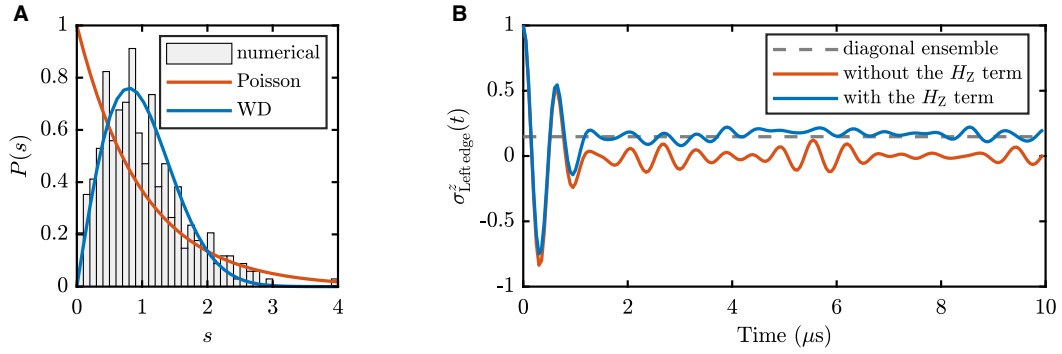 A
numerical
Poisson
WD
P(s)
1
0.8
0.6
0.4
0.2
0
0 1 2 3 4
s
B
diagonal ensemble
without the H_Z term
with the H_Z term
σ^z_{Left edge}(t)
1
0.5
0
-0.5
-1
0 2 4 6 8 10
Time (μs)